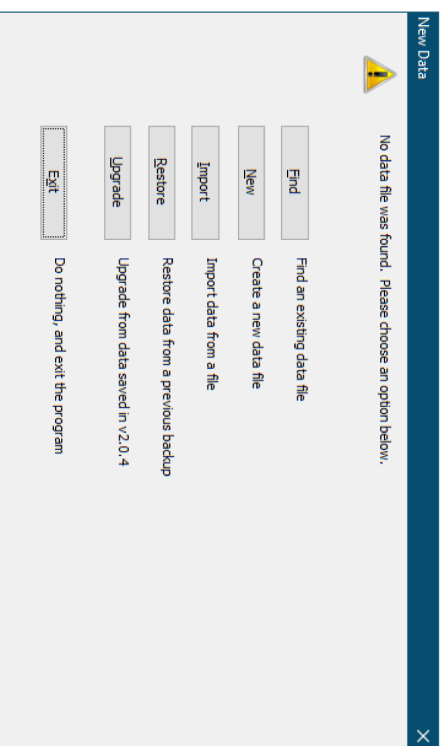 New Data
No data file was found. Please choose an option below.
Find Find an existing data file
New Create a new data file
Import Import data from a file
Restore Restore data from a previous backup
Upgrade Upgrade from data saved in v2.0.4
Exit Do nothing, and exit the program